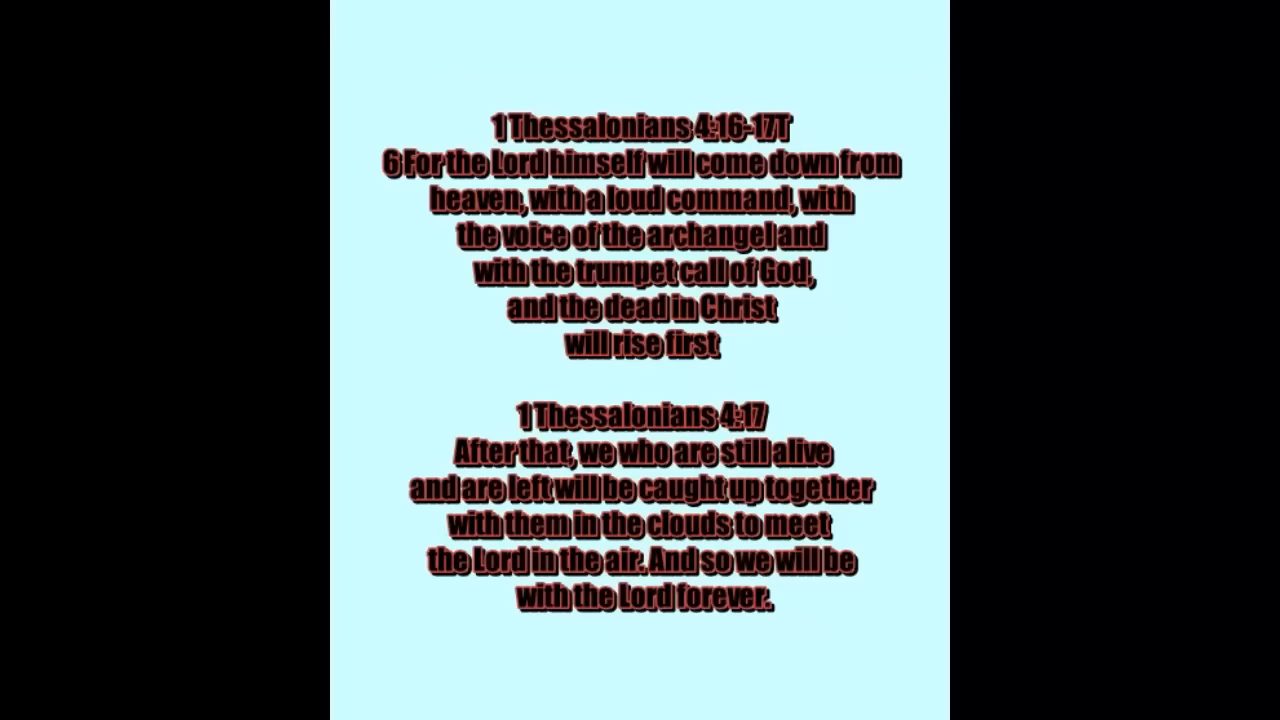 1 Thessalonians 4:16-17T
6 For the Lord himself will come down from
heaven, with a loud command, with
the voice of the archangel and
with the trumpet call of God,
and the dead in Christ
will rise first
1 Thessalonians 4:17
After that, we who are still alive
and are left will be caught up together
with them in the clouds to meet
the Lord in the air. And so we will be
with the Lord forever.